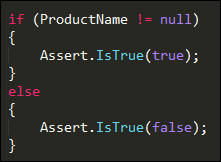 if (ProductName != null)
{
    Assert.IsTrue(true);
}
else
{
    Assert.IsTrue(false);
}